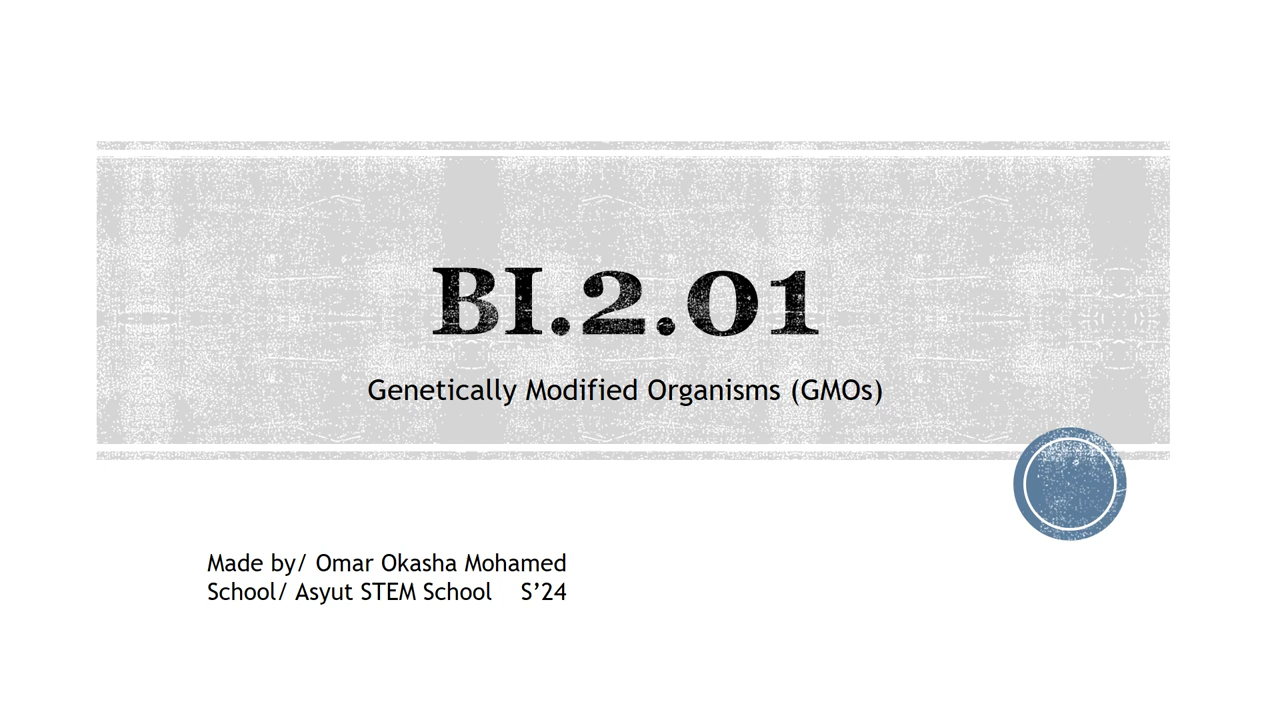 BI.2.01
Genetically Modified Organisms (GMOs)
Made by/ Omar Okasha Mohamed
School/ Asyut STEM School    S’24